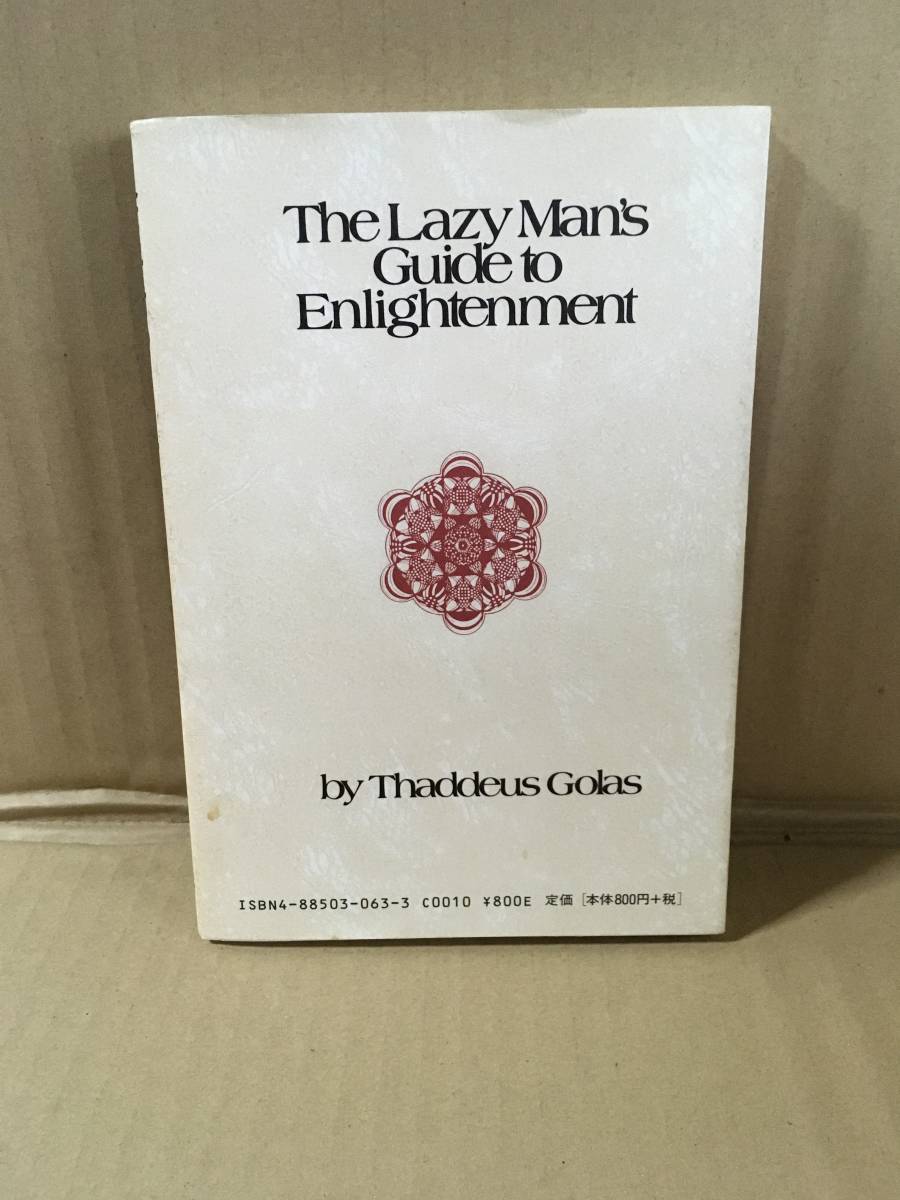 The Lazy Man's
Guide to
Enlightenment
by Thaddeus Golas
ISBN4-88503-063-3 C0010 ¥800E 定価［本体800円+税］